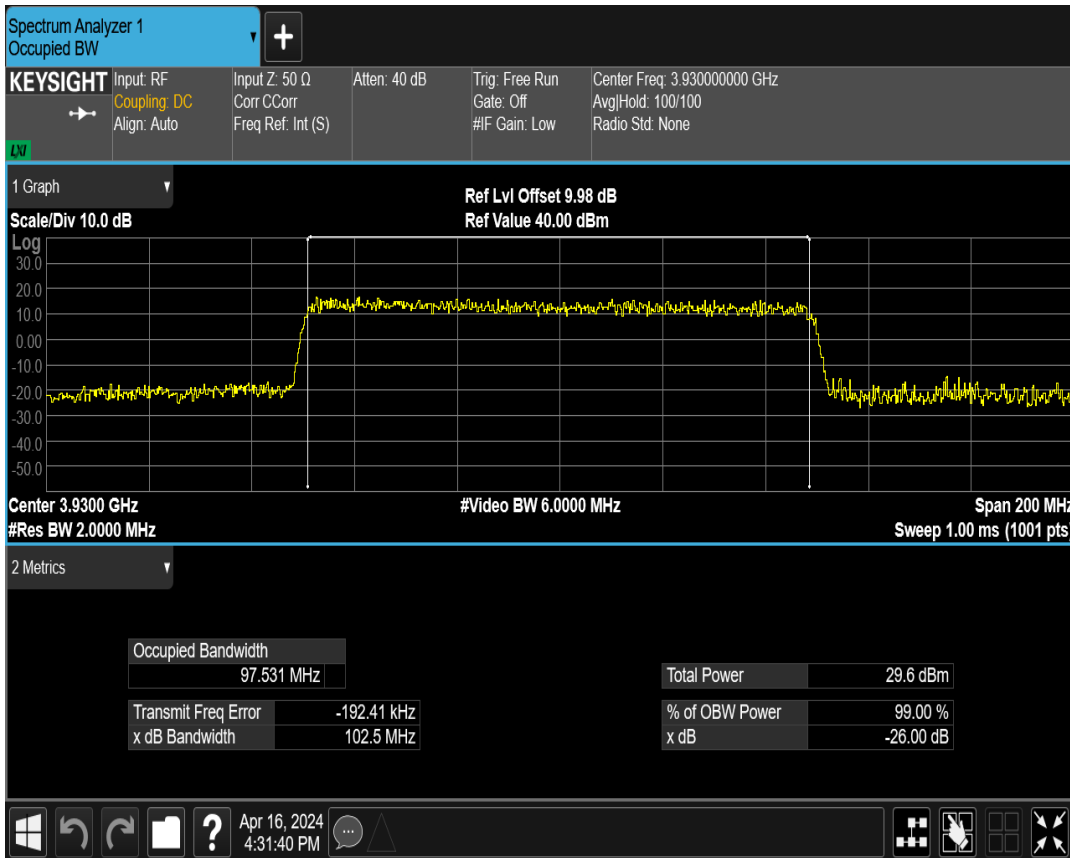 Spectrum Analyzer 1
Occupied BW
+
KEYSIGHT
LXI
Input: RF
Coupling: DC
Align: Auto
Input Z: 50 Ω
Corr CCorr
Freq Ref: Int (S)
Atten: 40 dB
Trig: Free Run
Gate: Off
#IF Gain: Low
Center Freq: 3.930000000 GHz
Avg|Hold: 100/100
Radio Std: None
1 Graph
Scale/Div 10.0 dB
Ref Lvl Offset 9.98 dB
Ref Value 40.00 dBm
Log
30.0
20.0
10.0
0.00
-10.0
-20.0
-30.0
-40.0
-50.0
Center 3.9300 GHz
#Video BW 6.0000 MHz
Span 200 MHz
#Res BW 2.0000 MHz
Sweep 1.00 ms (1001 pts)
2 Metrics
Occupied Bandwidth
97.531 MHz
Transmit Freq Error -192.41 kHz
x dB Bandwidth 102.5 MHz
Total Power 29.6 dBm
% of OBW Power 99.00 %
x dB -26.00 dB
?
Apr 16, 2024
4:31:40 PM